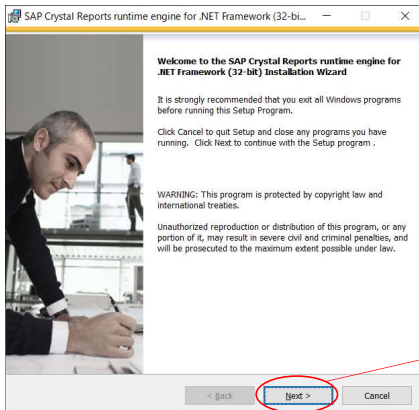 SAP Crystal Reports runtime engine for .NET Framework (32-bi...
Welcome to the SAP Crystal Reports runtime engine for
.NET Framework (32-bit) Installation Wizard
It is strongly recommended that you exit all Windows programs
before running this Setup Program.
Click Cancel to quit Setup and close any programs you have
running. Click Next to continue with the Setup program .
WARNING: This program is protected by copyright law and
international treaties.
Unauthorized reproduction or distribution of this program, or any
portion of it, may result in severe civil and criminal penalties, and
will be prosecuted to the maximum extent possible under law.
< Back
Next >
Cancel